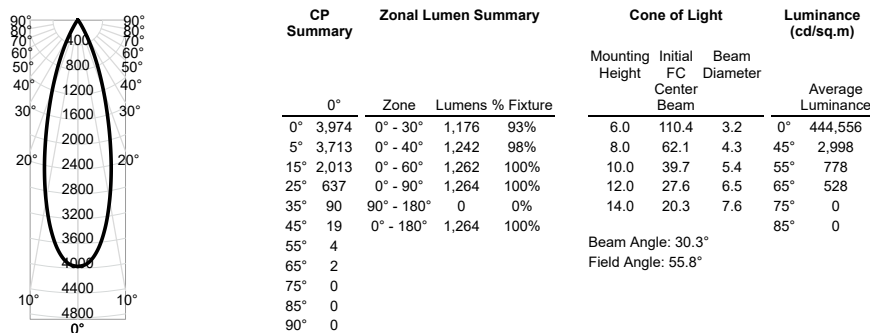 90° 90°
80° 80°
70° 70°
60° 60°
50° 50°
40° 40°
30° 30°
20° 20°
10° 10°
0°
400
800
1200
1600
2000
2400
2800
3200
3600
4000
4400
4800
CP Summary
0°
0° 3,974
5° 3,713
15° 2,013
25° 637
35° 90
45° 19
55° 4
65° 2
75° 0
85° 0
90° 0
Zonal Lumen Summary
Zone Lumens % Fixture
0° - 30° 1,176 93%
0° - 40° 1,242 98%
0° - 60° 1,262 100%
0° - 90° 1,264 100%
90° - 180° 0 0%
0° - 180° 1,264 100%
Cone of Light
Mounting Height Initial FC Center Beam Beam Diameter
6.0 110.4 3.2
8.0 62.1 4.3
10.0 39.7 5.4
12.0 27.6 6.5
14.0 20.3 7.6
Beam Angle: 30.3°
Field Angle: 55.8°
Luminance
(cd/sq.m)
Average
Luminance
0° 444,556
45° 2,998
55° 778
65° 528
75° 0
85° 0